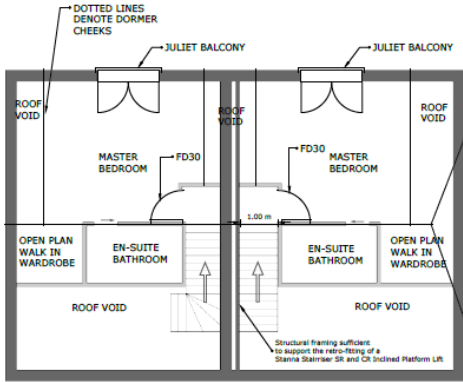 DOTTED LINES
DENOTE DORMER
CHEEKS
JULIET BALCONY
JULIET BALCONY
ROOF
VOID
ROOF
VOID
ROOF
VOID
MASTER
BEDROOM
FD30
FD30
MASTER
BEDROOM
1.00 m
OPEN PLAN
WALK IN
WARDROBE
EN-SUITE
BATHROOM
EN-SUITE
BATHROOM
OPEN PLAN
WALK IN
WARDROBE
ROOF VOID
ROOF VOID
Structural framing sufficient
to support the retro-fitting of a
Stanna Stairriser SR and CR Inclined Platform Lift